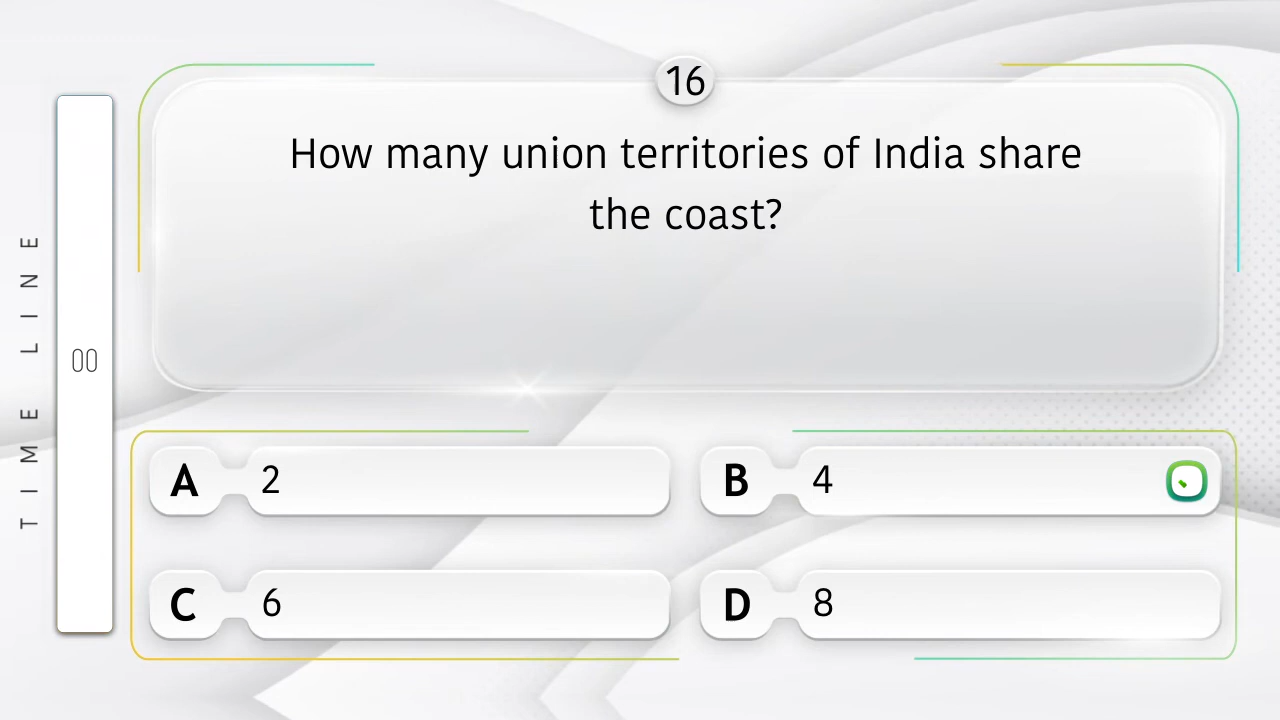 16
How many union territories of India share
the coast?
TIME LINE
00
A 2
B 4
C 6
D 8